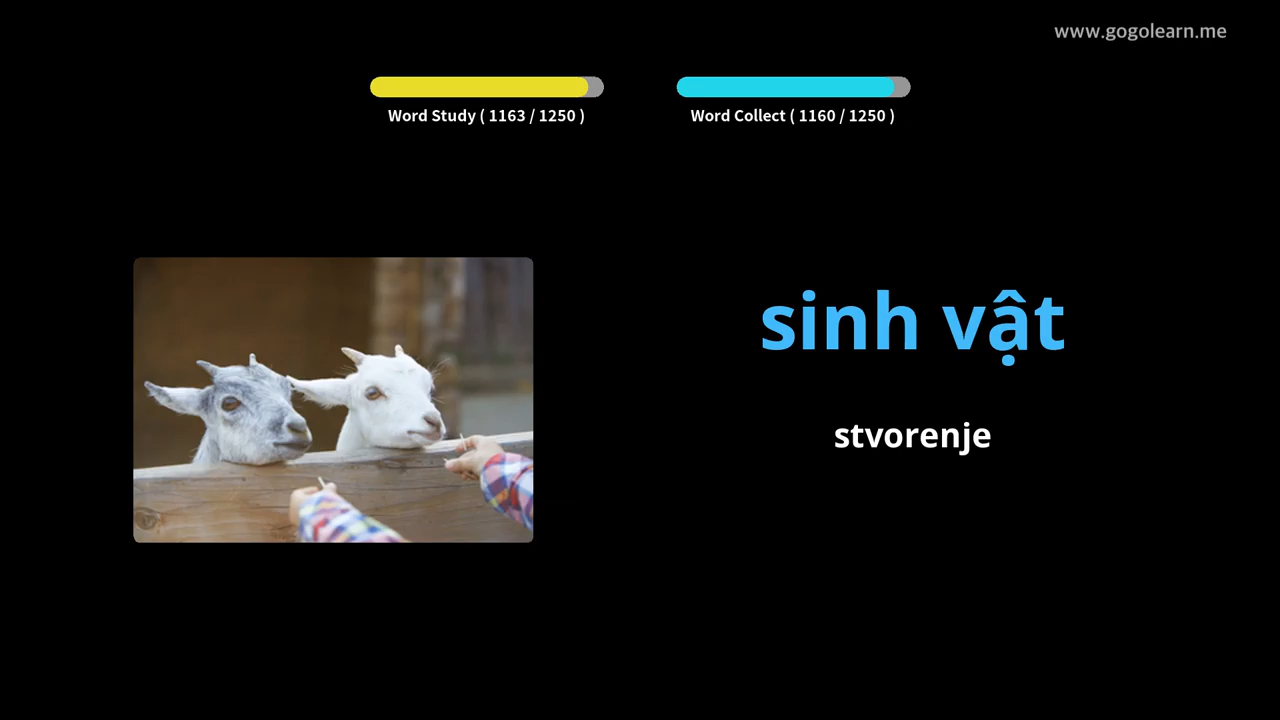 www.gogolearn.me
Word Study ( 1163 / 1250 )
Word Collect ( 1160 / 1250 )
sinh vật
stvorenje